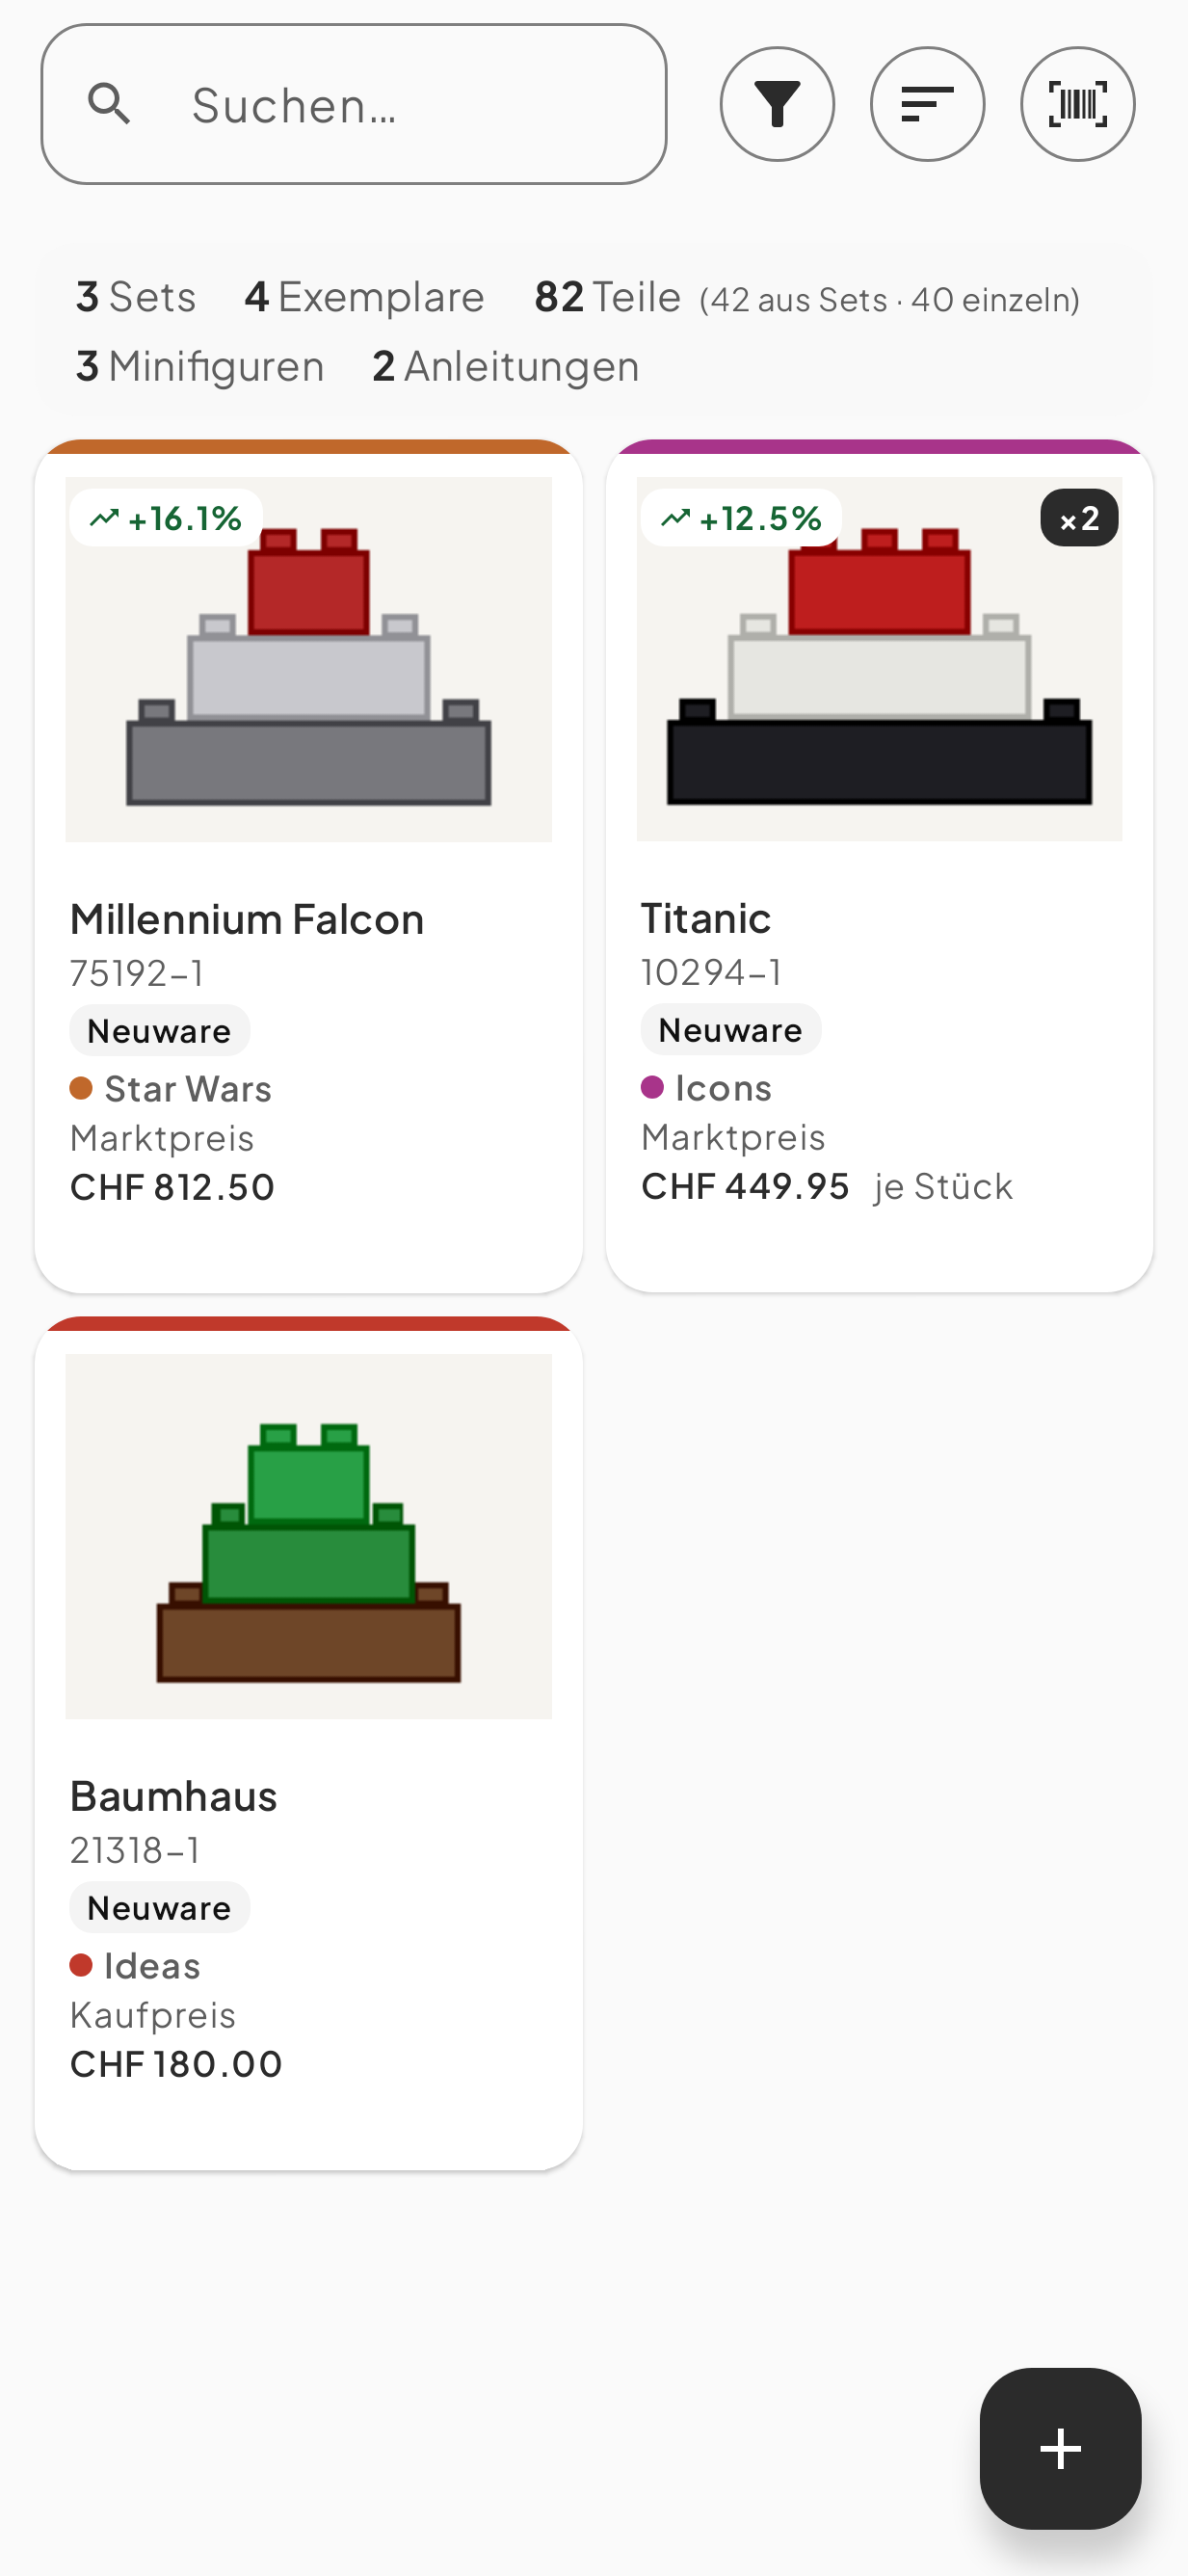 Suchen...
3 Sets 4 Exemplare 82 Teile (42 aus Sets · 40 einzeln)
3 Minifiguren 2 Anleitungen
+16.1%
Millennium Falcon
75192-1
Neuware
Star Wars
Marktpreis
CHF 812.50
+12.5%
×2
Titanic
10294-1
Neuware
Icons
Marktpreis
CHF 449.95 je Stück
Baumhaus
21318-1
Neuware
Ideas
Kaufpreis
CHF 180.00
+